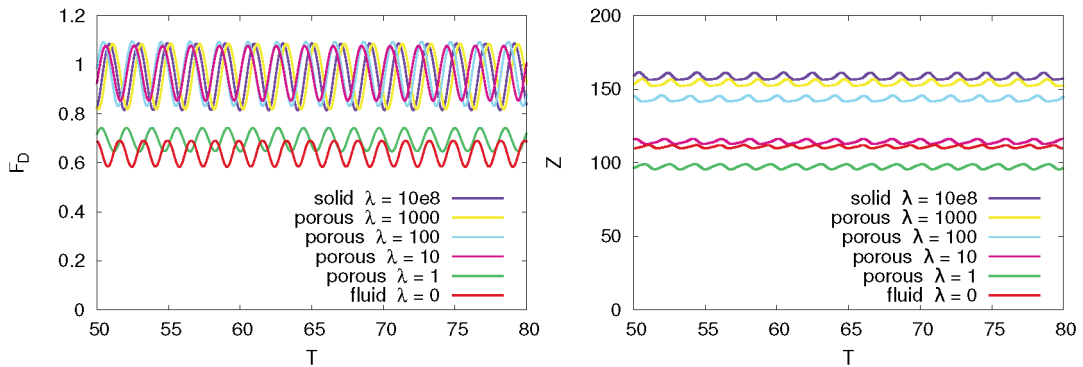 1.2
1
0.8
0.6
0.4
0.2
0
F_D
50 55 60 65 70 75 80
T
solid λ = 10e8
porous λ = 1000
porous λ = 100
porous λ = 10
porous λ = 1
fluid λ = 0
200
150
100
50
0
Z
50 55 60 65 70 75 80
T
solid λ = 10e8
porous λ = 1000
porous λ = 100
porous λ = 10
porous λ = 1
fluid λ = 0